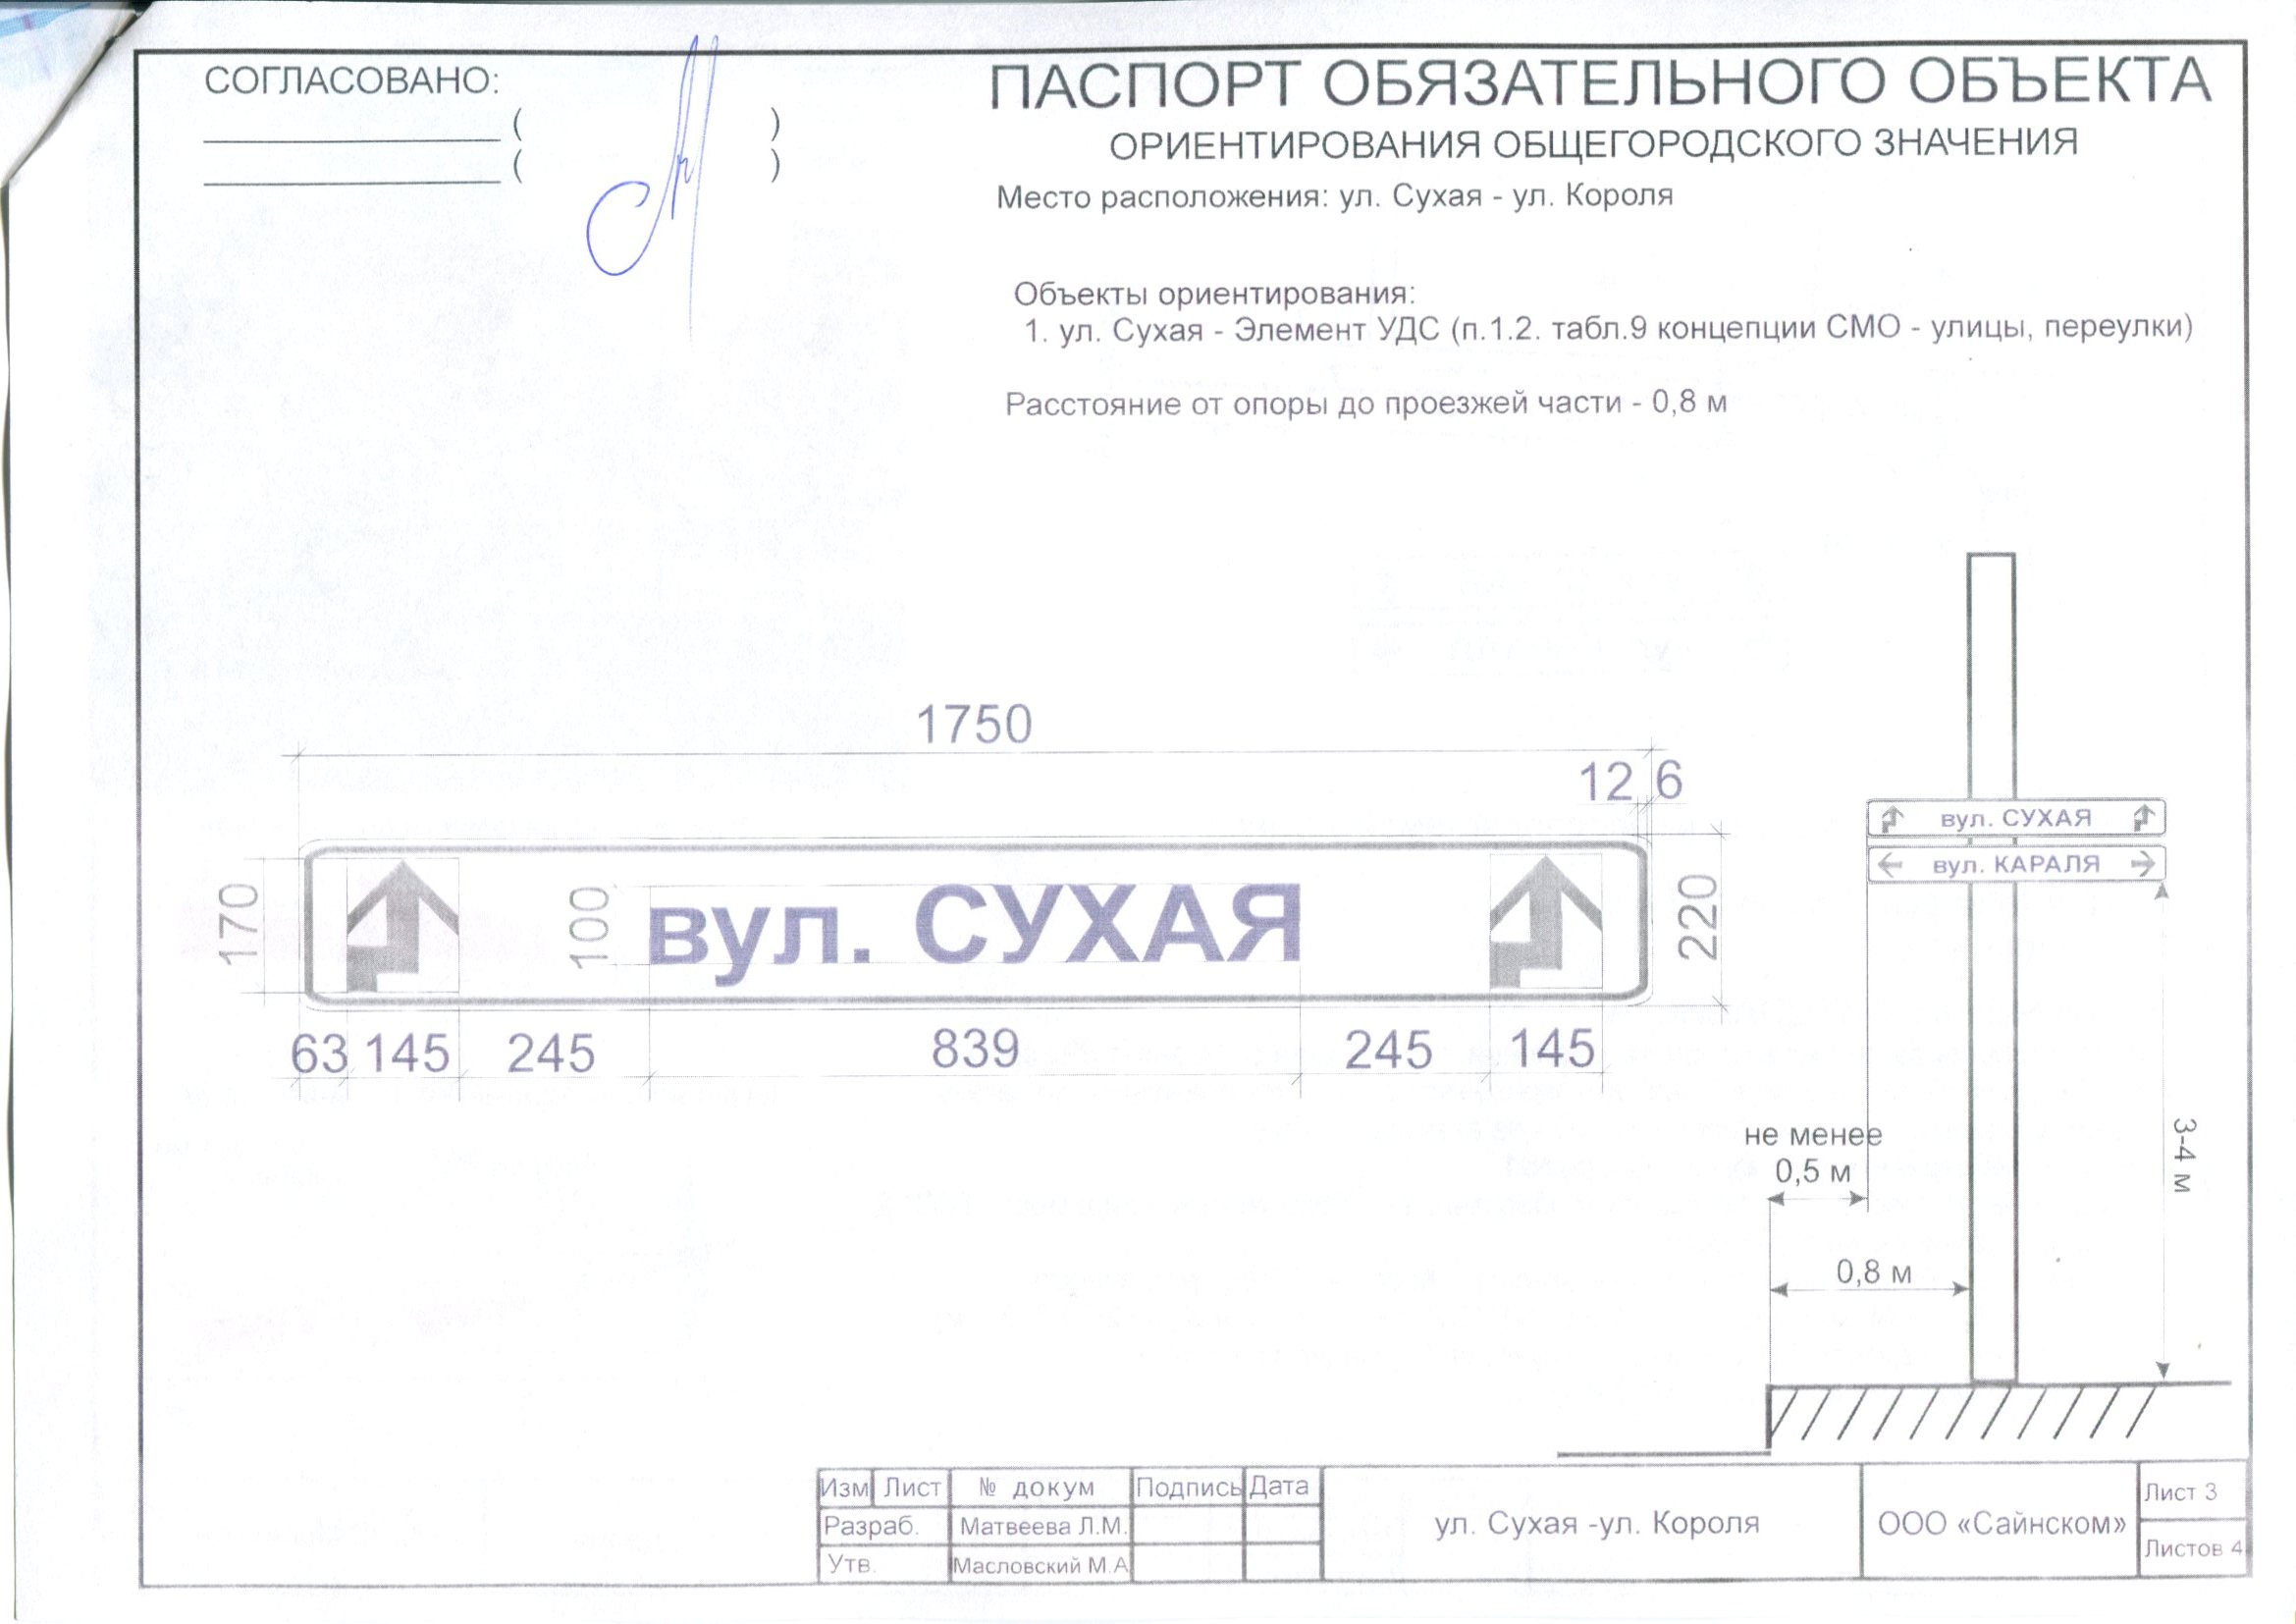 СОГЛАСОВАНО:
( )
( )
ПАСПОРТ ОБЯЗАТЕЛЬНОГО ОБЪЕКТА
ОРИЕНТИРОВАНИЯ ОБЩЕГОРОДСКОГО ЗНАЧЕНИЯ
Место расположения: ул. Сухая - ул. Короля
Объекты ориентирования:
1. ул. Сухая - Элемент УДС (п.1.2. табл.9 концепции СМО - улицы, переулки)
Расстояние от опоры до проезжей части - 0,8 м
1750
12 6
170
100
вул. СУХАЯ
220
63 145 245 839 245 145
вул. СУХАЯ
вул. КАРАЛЯ
3-4 м
не менее
0,5 м
0,8 м
Изм Лист № докум Подпись Дата
Разраб. Матвеева Л.М.
Утв. Масловский М.А
ул. Сухая -ул. Короля
ООО «Сайнском»
Лист 3
Листов 4